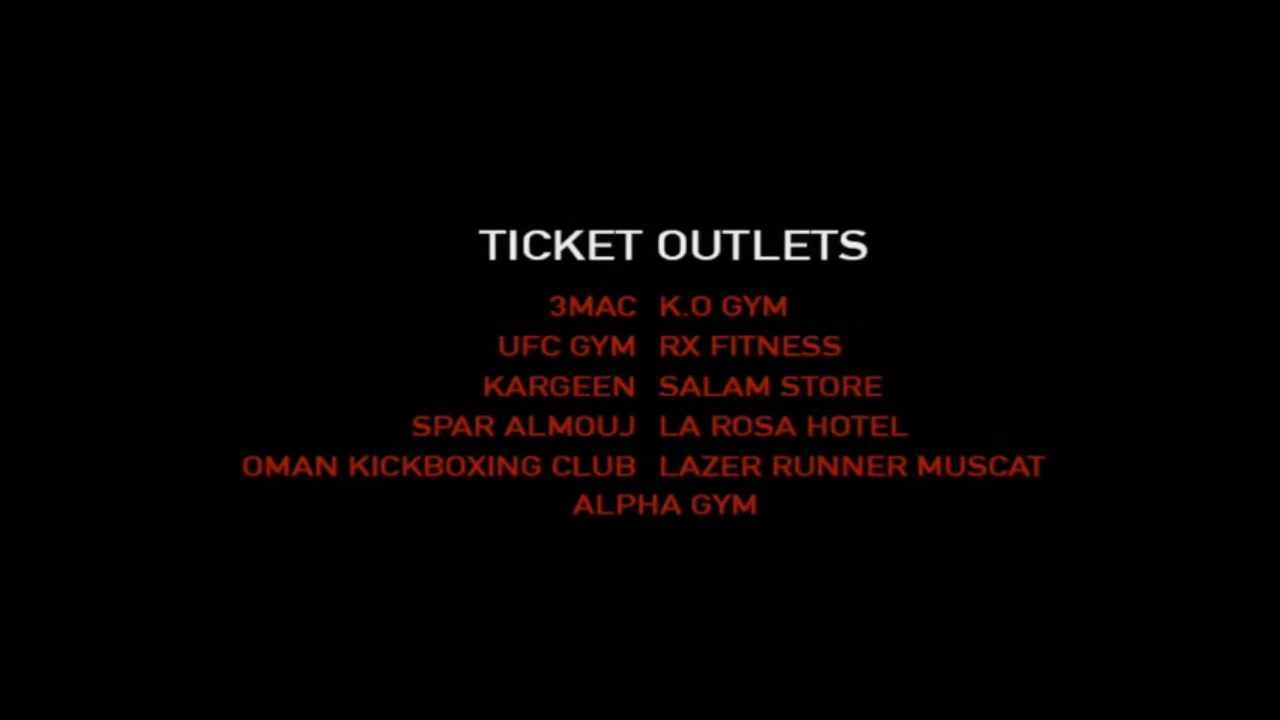 TICKET OUTLETS
3MAC K.O GYM
UFC GYM RX FITNESS
KARGEEN SALAM STORE
SPAR ALMOUJ LA ROSA HOTEL
OMAN KICKBOXING CLUB LAZER RUNNER MUSCAT
ALPHA GYM